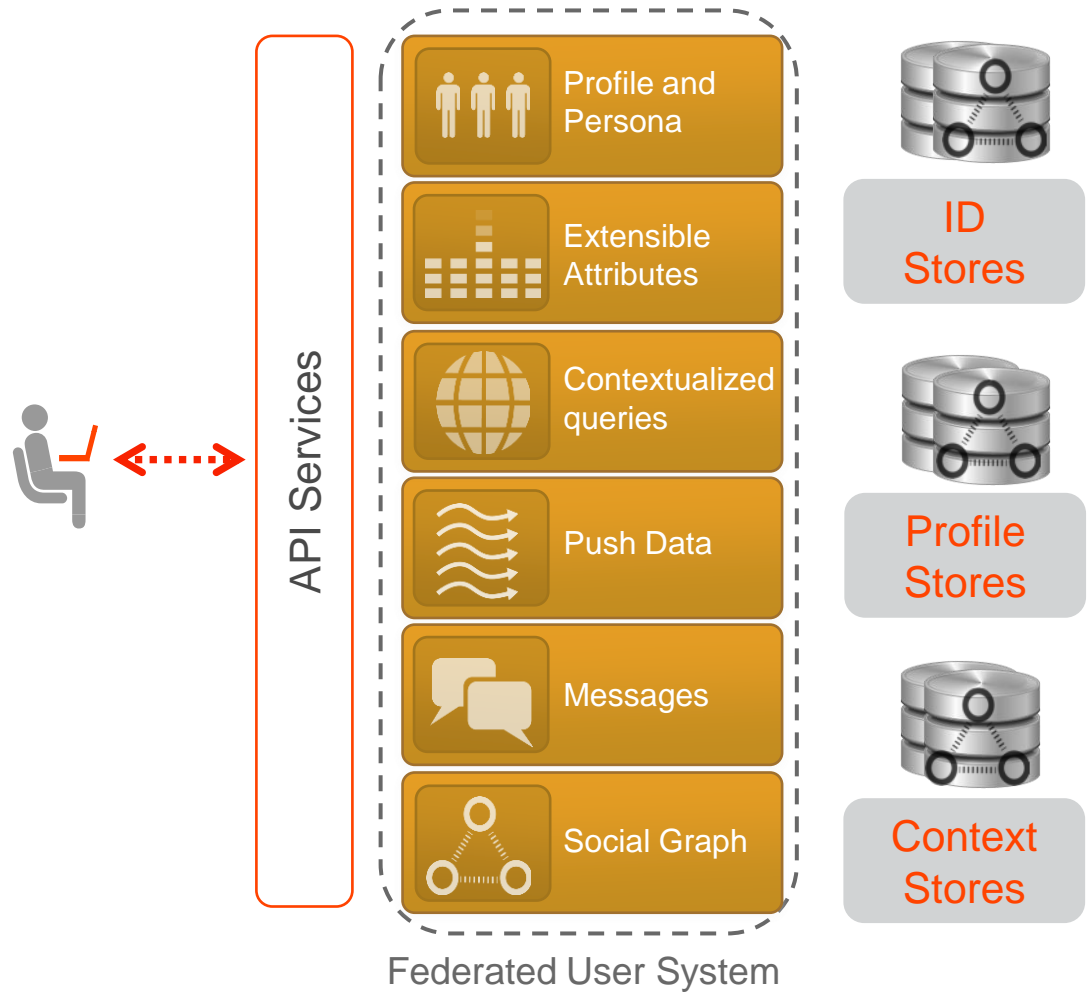 API Services
Profile and
Persona
Extensible
Attributes
Contextualized
queries
Push Data
Messages
Social Graph
Federated User System
ID
Stores
Profile
Stores
Context
Stores